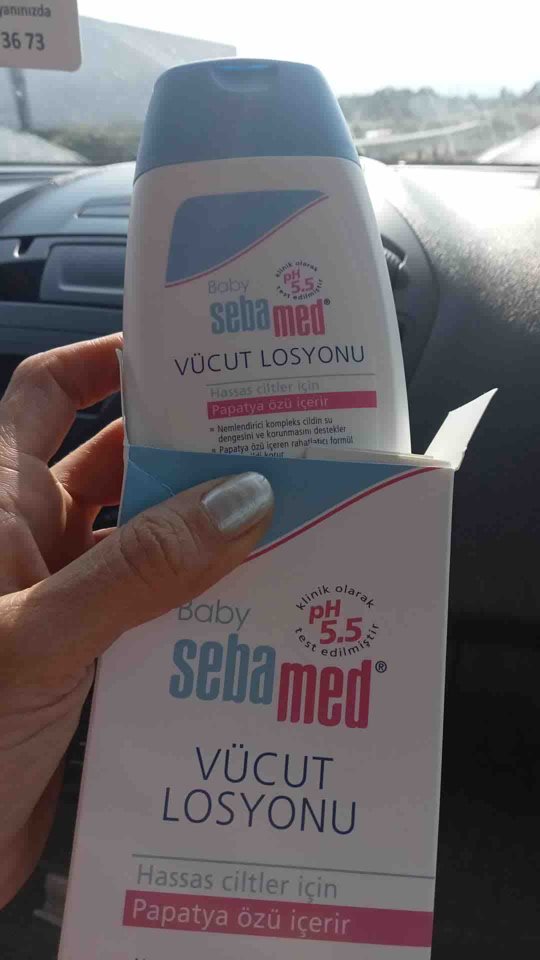 yanınızda
36 73
Baby
sebamed®
klinik olarak
pH
5.5
test edilmiştir
VÜCUT LOSYONU
Hassas ciltler için
Papatya özü içerir
Nemlendirici kompleks cildin su
dengesini ve korunmasını destekler
Papatya özü içeren rahatlatıcı formül
Baby
sebamed®
klinik olarak
pH
5.5
test edilmiştir
VÜCUT
LOSYONU
Hassas ciltler için
Papatya özü içerir